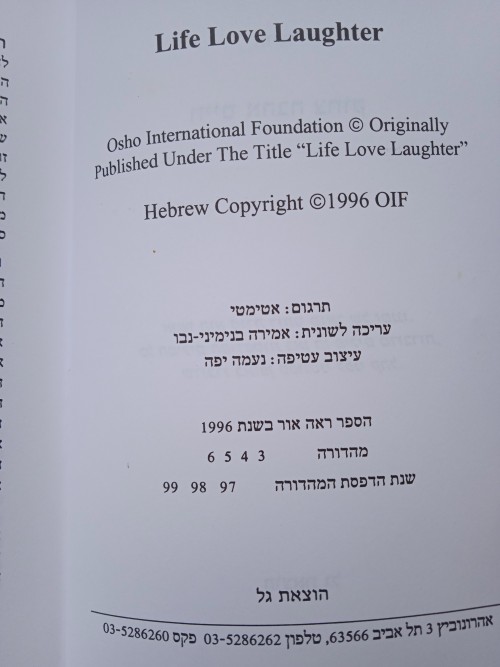 Life Love Laughter
Osho International Foundation © Originally
Published Under The Title “Life Love Laughter”
Hebrew Copyright ©1996 OIF
תרגום: אטימטי
עריכה לשונית: אמירה בנימיני-נבו
עיצוב עטיפה: נעמה יפה
הספר ראה אור בשנת 1996
מהדורה 3 4 5 6
שנת הדפסת המהדורה 97 98 99
הוצאת גל
אהרונוביץ 3 תל אביב 63566, טלפון 03-5286262 פקס 03-5286260